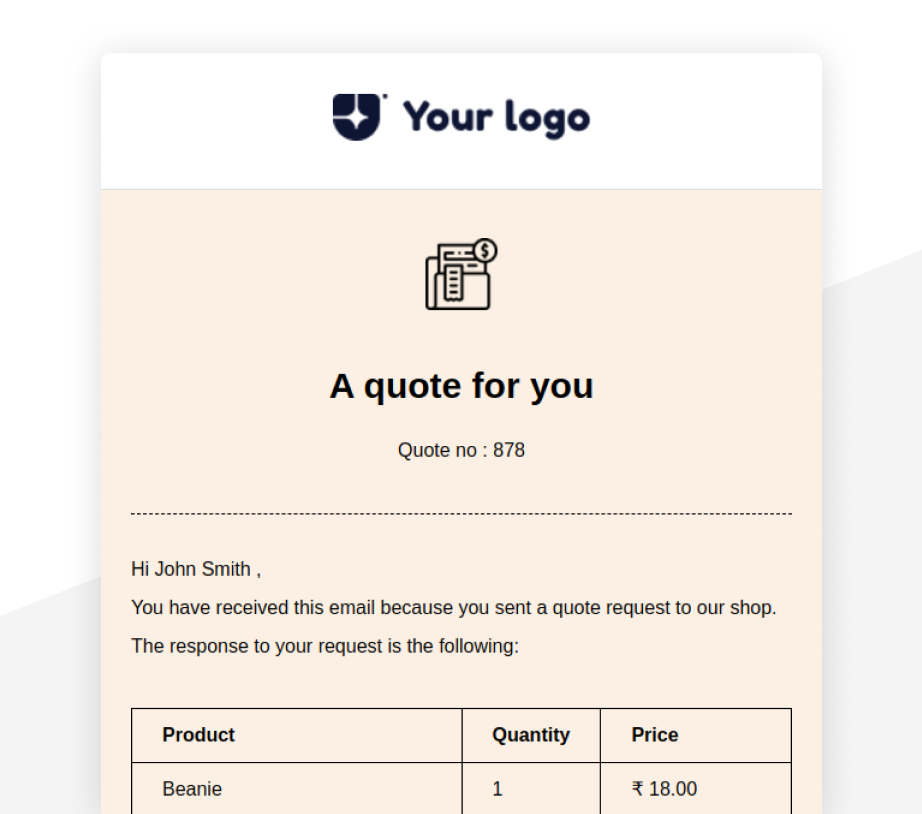 Your logo
$
A quote for you
Quote no : 878
Hi John Smith ,
You have received this email because you sent a quote request to our shop.
The response to your request is the following:
Product Quantity Price
Beanie 1 ₹ 18.00